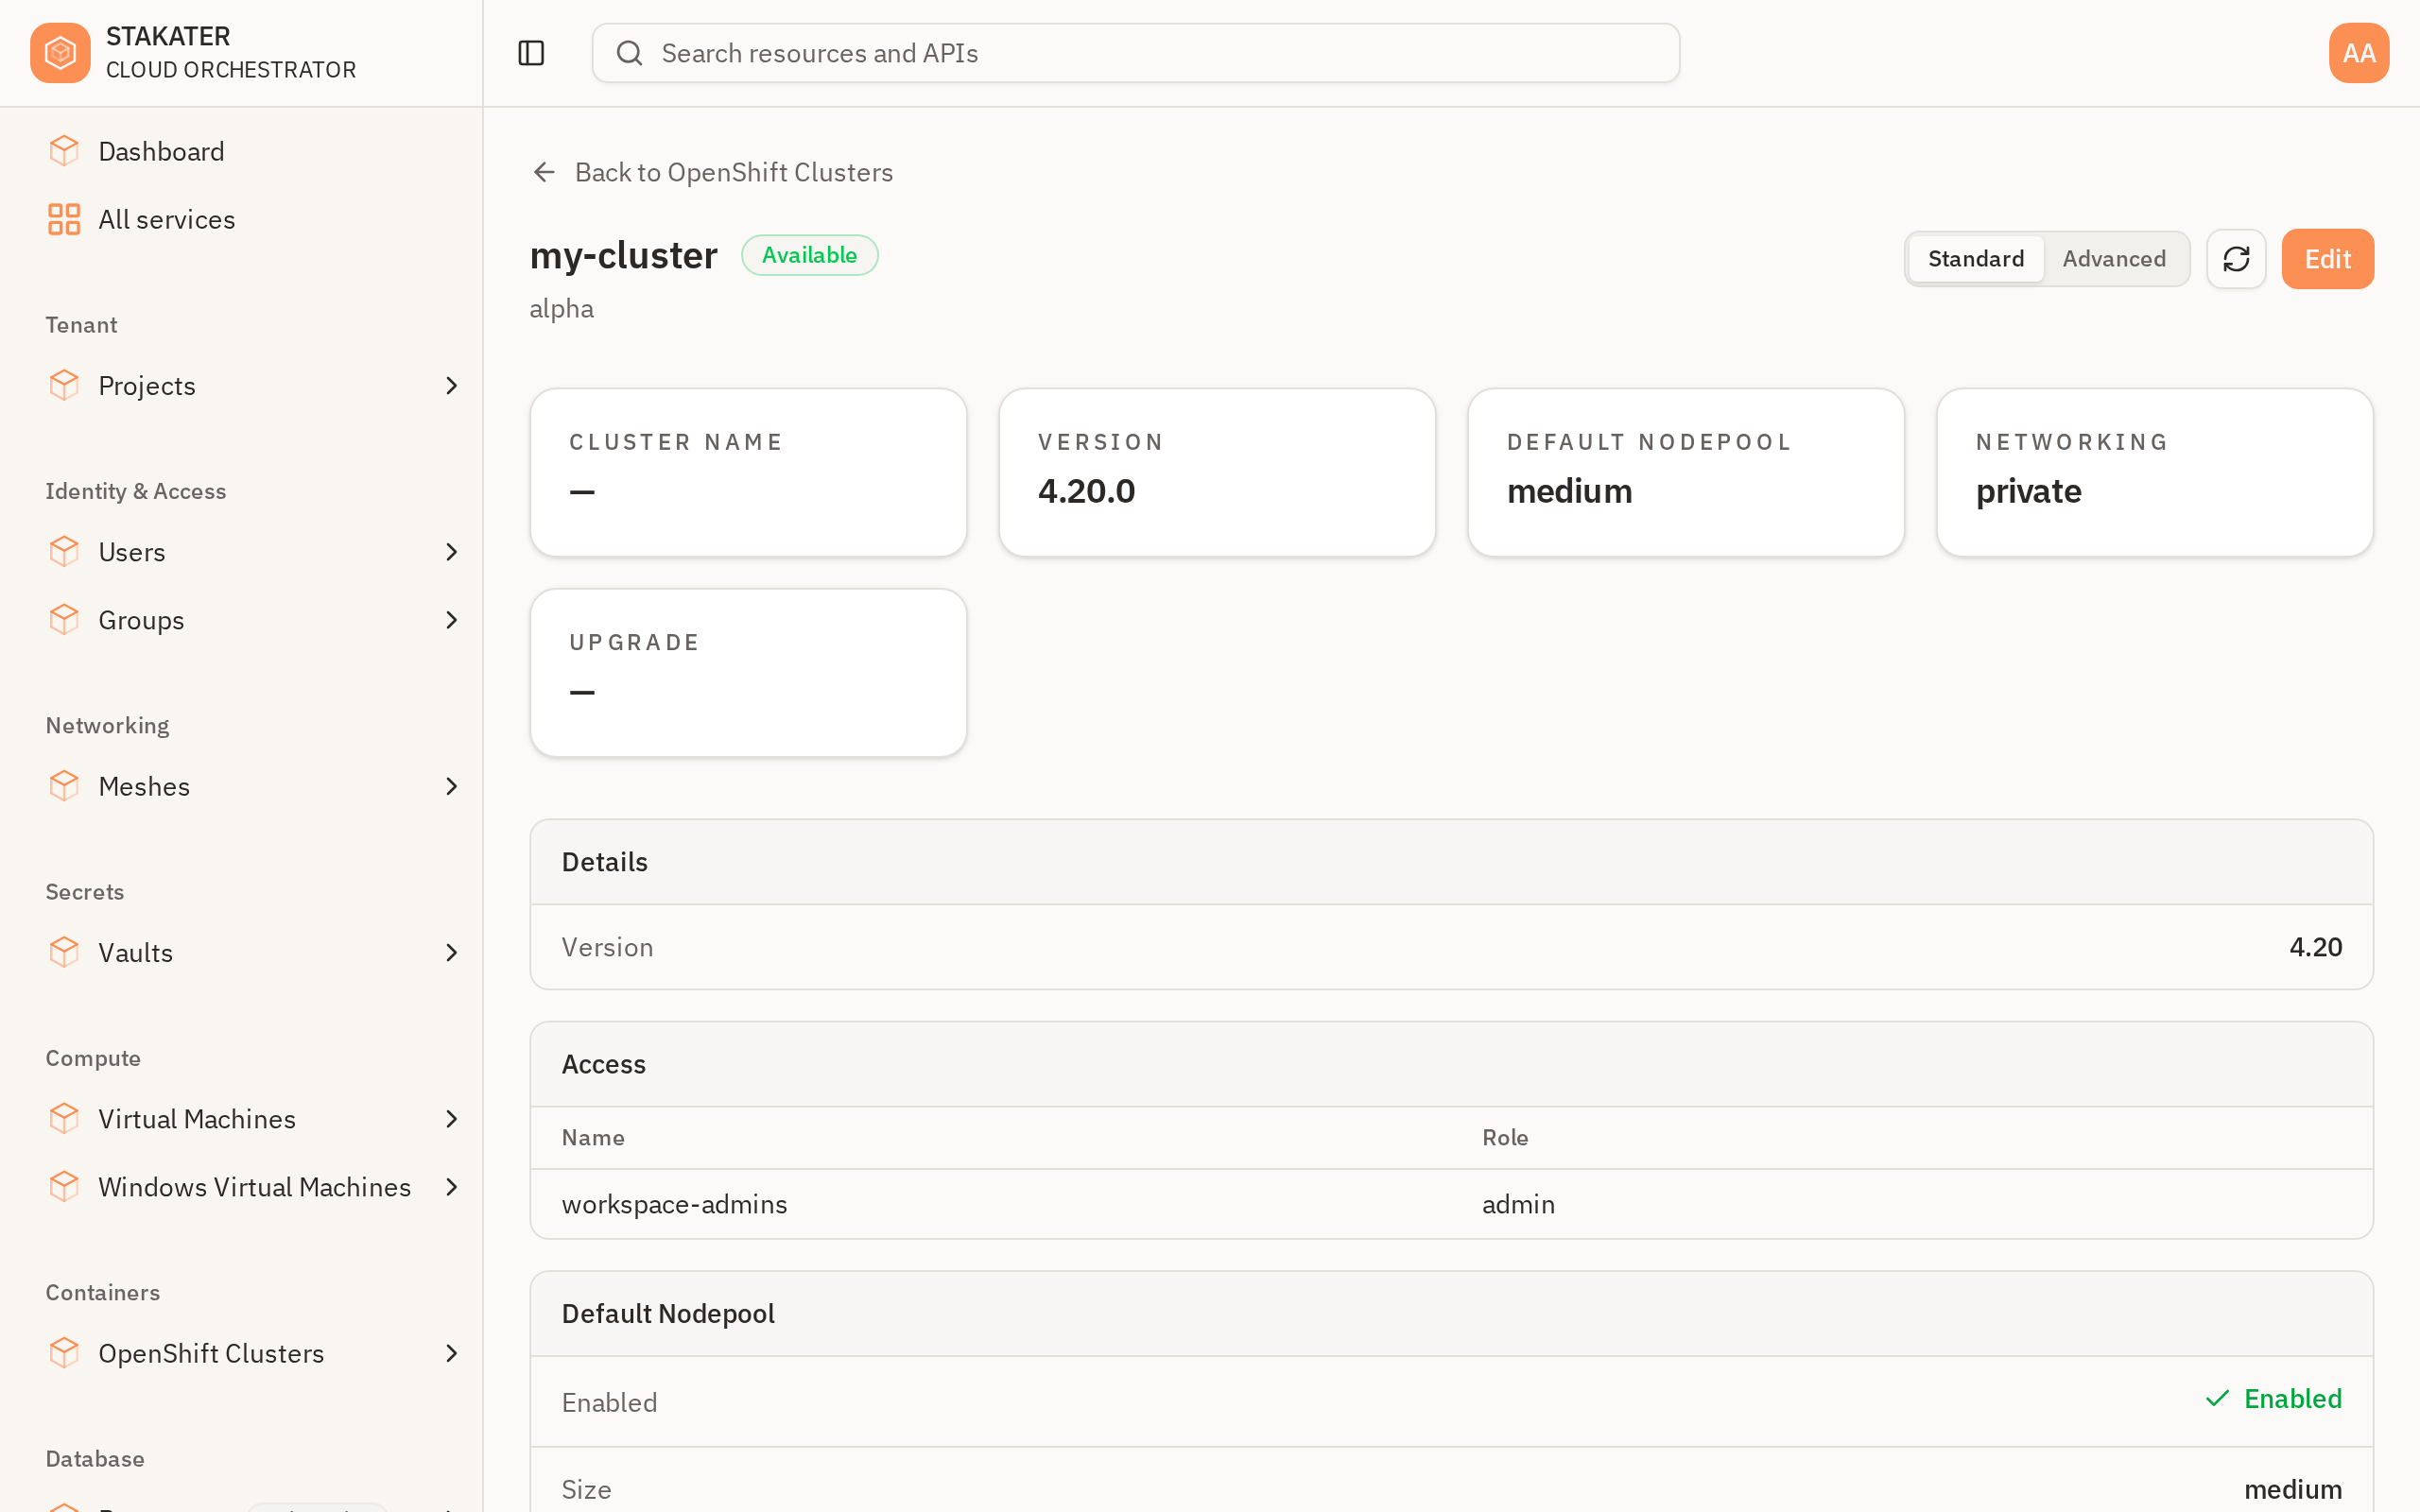 STAKATER
CLOUD ORCHESTRATOR
Search resources and APIs
AA
Dashboard
All services
Tenant
Projects
Identity & Access
Users
Groups
Networking
Meshes
Secrets
Vaults
Compute
Virtual Machines
Windows Virtual Machines
Containers
OpenShift Clusters
Database
Back to OpenShift Clusters
my-cluster
Available
alpha
Standard
Advanced
Edit
CLUSTER NAME
—
VERSION
4.20.0
DEFAULT NODEPOOL
medium
NETWORKING
private
UPGRADE
—
Details
Version
4.20
Access
Name
Role
workspace-admins
admin
Default Nodepool
Enabled
Enabled
Size
medium